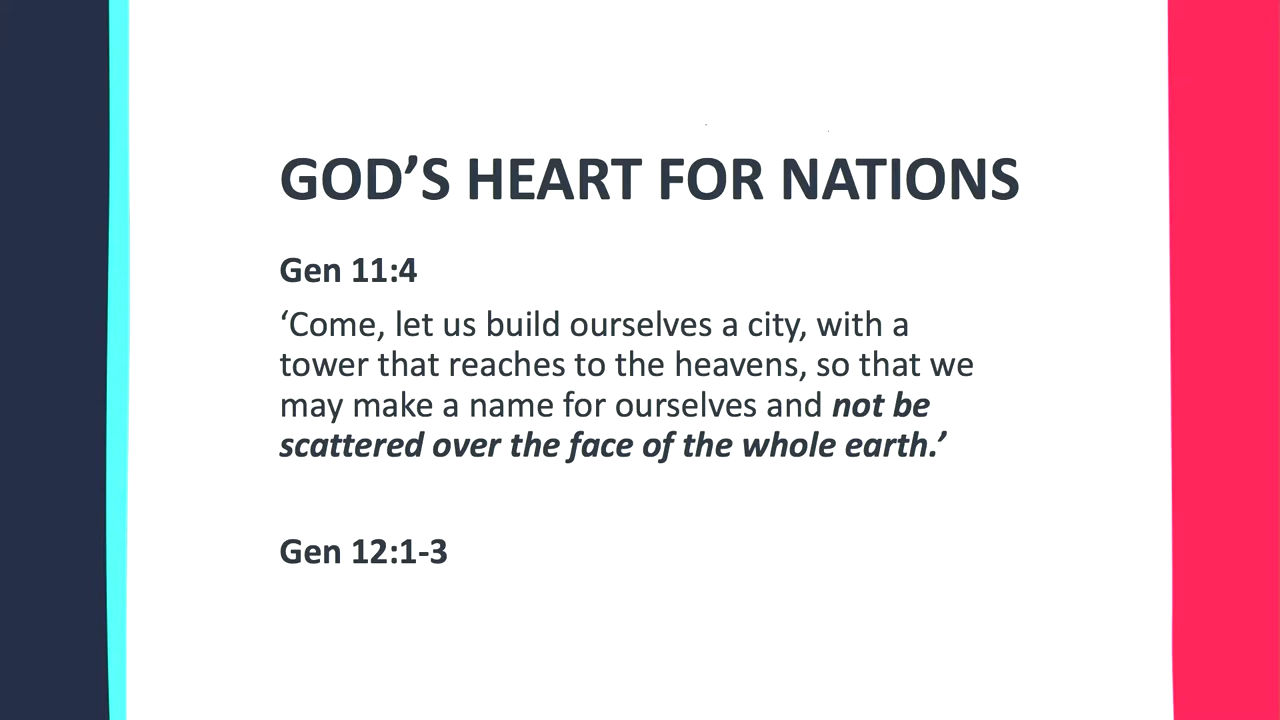 GOD’S HEART FOR NATIONS
Gen 11:4
‘Come, let us build ourselves a city, with a
tower that reaches to the heavens, so that we
may make a name for ourselves and not be
scattered over the face of the whole earth.’
Gen 12:1-3